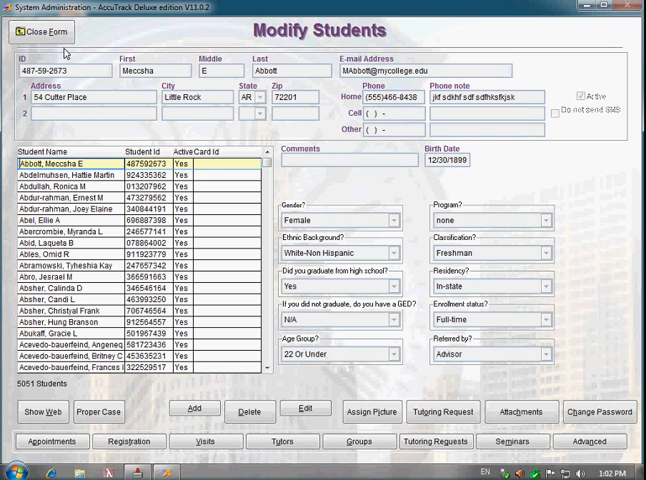 System Administration - AccuTrack Deluxe edition V11.0.2
Close Form
Modify Students
ID First Middle Last E-mail Address
487-59-2673 Meccsha E Abbott MAbbott@mycollege.edu
Address City State Zip Phone Phone note
1 54 Cutter Place Little Rock AR 72201 Home (555)466-8438 jkf sdkhf sdf sdfhksfkjsk Active
2 Cell ( ) - Do not send SMS
Other ( ) -
Student Name Student Id Active Card Id
Comments Birth Date
12/30/1899
Abbott, Meccsha E 487592673 Yes
Abdelmuhsen, Hattie Martin 924335362 Yes
Abdullah, Ronica M 013207962 Yes
Abdur-rahman, Ernest M 473279562 Yes
Abdur-rahman, Joey Elaine 340844191 Yes
Abel, Ellie A 696887398 Yes
Abercrombie, Myranda L 246577141 Yes
Abid, Laqueta B 078864002 Yes
Ables, Omid R 911923779 Yes
Abramowski, Tyheshia Kay 247657342 Yes
Abro, Jesrael M 366591663 Yes
Absher, Calinda D 346546164 Yes
Absher, Candi L 463993250 Yes
Absher, Christyal Frank 706746564 Yes
Absher, Hung Branson 912564557 Yes
Abukaff, Gracie L 501967439 Yes
Acevedo-bauerfeind, Angeneq 581723436 Yes
Acevedo-bauerfeind, Britney C 453635231 Yes
Acevedo-bauerfeind, Frances I 322529517 Yes
Gender? Program?
Female none
Ethnic Background? Classification?
White-Non Hispanic Freshman
Did you graduate from high school? Residency?
Yes In-state
If you did not graduate, do you have a GED? Enrollment status?
N/A Full-time
Age Group? Referred by?
22 Or Under Advisor
5051 Students
Show Web Proper Case Add Delete Edit Assign Picture Tutoring Request Attachments Change Password
Appointments Registration Visits Tutors Groups Tutoring Requests Seminars Advanced
EN 1:02 PM